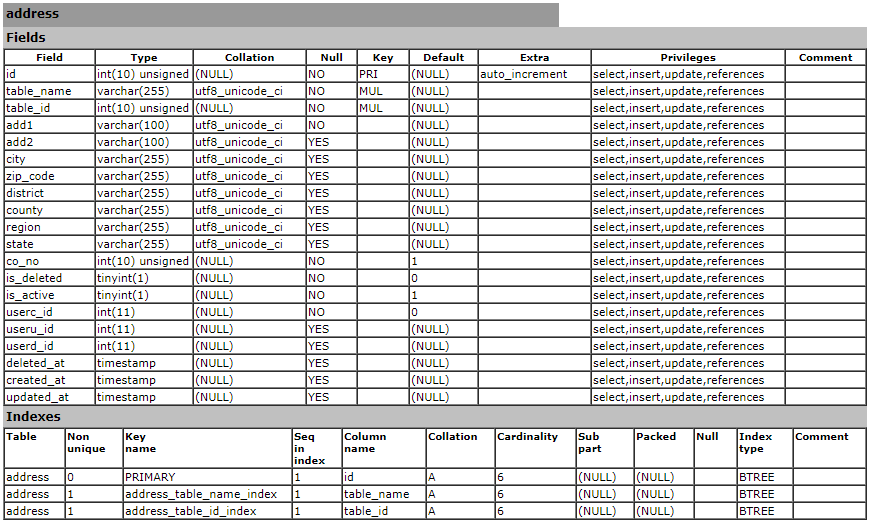 address
Fields
Field Type Collation Null Key Default Extra Privileges Comment
id int(10) unsigned (NULL) NO PRI (NULL) auto_increment select,insert,update,references
table_name varchar(255) utf8_unicode_ci NO MUL (NULL) select,insert,update,references
table_id int(10) unsigned (NULL) NO MUL (NULL) select,insert,update,references
add1 varchar(100) utf8_unicode_ci NO (NULL) select,insert,update,references
add2 varchar(100) utf8_unicode_ci YES (NULL) select,insert,update,references
city varchar(255) utf8_unicode_ci YES (NULL) select,insert,update,references
zip_code varchar(255) utf8_unicode_ci YES (NULL) select,insert,update,references
district varchar(255) utf8_unicode_ci YES (NULL) select,insert,update,references
county varchar(255) utf8_unicode_ci YES (NULL) select,insert,update,references
region varchar(255) utf8_unicode_ci YES (NULL) select,insert,update,references
state varchar(255) utf8_unicode_ci YES (NULL) select,insert,update,references
co_no int(10) unsigned (NULL) NO 1 select,insert,update,references
is_deleted tinyint(1) (NULL) NO 0 select,insert,update,references
is_active tinyint(1) (NULL) NO 1 select,insert,update,references
userc_id int(11) (NULL) NO 0 select,insert,update,references
useru_id int(11) (NULL) YES (NULL) select,insert,update,references
userd_id int(11) (NULL) YES (NULL) select,insert,update,references
deleted_at timestamp (NULL) YES (NULL) select,insert,update,references
created_at timestamp (NULL) YES (NULL) select,insert,update,references
updated_at timestamp (NULL) YES (NULL) select,insert,update,references
Indexes
Table Non unique Key name Seq in index Column name Collation Cardinality Sub part Packed Null Index type Comment
address 0 PRIMARY 1 id A 6 (NULL) (NULL) BTREE
address 1 address_table_name_index 1 table_name A 6 (NULL) (NULL) BTREE
address 1 address_table_id_index 1 table_id A 6 (NULL) (NULL) BTREE